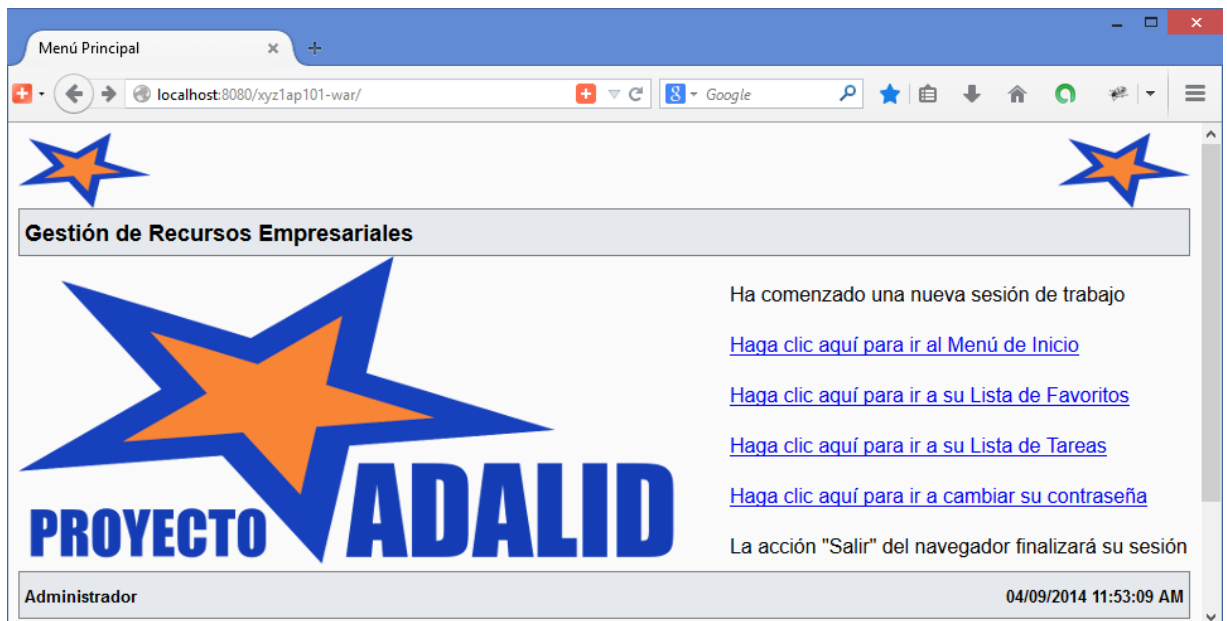 Menú Principal
localhost:8080/xyz1ap101-war/
Google
Gestión de Recursos Empresariales
PROYECTO ADALID
Ha comenzado una nueva sesión de trabajo
Haga clic aquí para ir al Menú de Inicio
Haga clic aquí para ir a su Lista de Favoritos
Haga clic aquí para ir a su Lista de Tareas
Haga clic aquí para ir a cambiar su contraseña
La acción "Salir" del navegador finalizará su sesión
Administrador
04/09/2014 11:53:09 AM